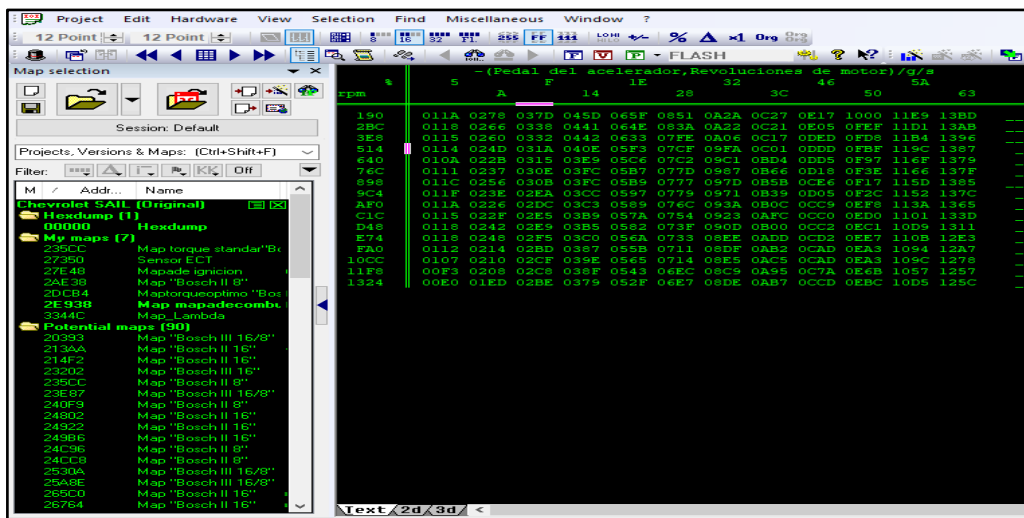 Project Edit Hardware View Selection Find Miscellaneous Window ?
12 Point 12 Point 8 16 32 F1. 255 FF LOHI +/- % Δ ×1 Org
FLASH
Map selection
Session: Default
Projects, Versions & Maps: (Ctrl+Shift+F)
Filter: KK Off
M / Addr... Name
Chevrolet SAIL (Original)
Hexdump (1)
00000 Hexdump
My maps (7)
235CC Map torque standar"Bo
27350 Sensor ECT
27E48 Mapade ignicion
2AE38 Map "Bosch II 8"
2DCB4 Maptorqueoptimo "Bos
2E938 Map mapadecombu
3344C Map_Lambda
Potential maps (90)
20393 Map "Bosch III 16/8"
213AA Map "Bosch II 16"
214F2 Map "Bosch II 16"
23202 Map "Bosch III 16"
235CC Map "Bosch II 8"
23E87 Map "Bosch III 16/8"
240F9 Map "Bosch II 8"
24802 Map "Bosch II 16"
24922 Map "Bosch II 16"
249B6 Map "Bosch II 16"
24C96 Map "Bosch II 8"
24CC8 Map "Bosch II 8"
2530A Map "Bosch III 16/8"
25A8E Map "Bosch III 16/8"
265C0 Map "Bosch II 16"
26764 Map "Bosch II 16"
-(Pedal del acelerador,Revoluciones de motor)/g/s
% 5 F 1E 32 46 5A
rpm A 14 28 3C 50 63
190 011A 0278 037D 045D 065F 0851 0A2A 0C27 0E17 1000 11E9 13BD
2BC 0118 0266 0338 0441 064E 083A 0A22 0C21 0E05 0FEF 11D1 13AB
3E8 0115 0260 0332 0442 0633 07FE 0A06 0C17 0DED 0FD8 11B4 1396
514 0114 024D 031A 040E 05F3 07CF 09FA 0C01 0DDD 0FBF 119C 1387
640 010A 022B 0315 03E9 05C6 07C2 09C1 0BD4 0DD5 0F97 116F 1379
76C 0111 0237 030E 03FC 05B7 077D 0987 0B66 0D18 0F3E 1166 137F
898 011C 0256 030B 03FC 05B9 0777 097D 0B5B 0CE6 0F17 115D 1385
9C4 011F 023E 02EA 03CC 0597 0779 0971 0B39 0D05 0F2C 1152 137C
AF0 011A 0226 02DC 03C3 0589 076C 093A 0B0C 0CC9 0EF8 113A 1365
C1C 0115 022F 02E5 03B9 057A 0754 0923 0AFC 0CC0 0ED0 1101 133D
D48 0118 0242 02E9 03B5 0582 073F 090D 0B00 0CC2 0EC1 10D9 1311
E74 0118 0248 02F5 03C0 056A 0733 08EE 0ADD 0CD2 0EE7 110B 12E3
FA0 0112 0214 02BD 0387 055B 0711 08DF 0AB2 0CAD 0EA3 1094 12A7
10CC 0107 0210 02CF 039E 0565 0714 08E5 0AC5 0CAD 0EA3 109C 1278
11F8 00F3 0208 02C8 038F 0543 06EC 08C9 0A95 0C7A 0E6B 1057 1257
1324 00E0 01ED 02BE 0379 052F 06E7 08DE 0AB7 0CCD 0EBC 10D5 125C
Text 2d 3d